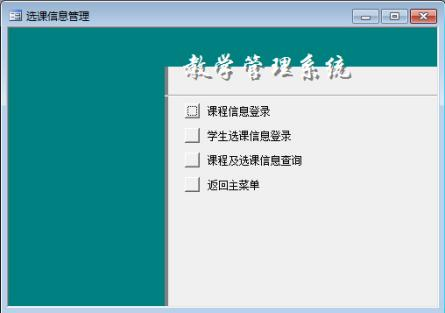 选课信息管理
教学管理系统
课程信息登录
学生选课信息登录
课程及选课信息查询
返回主菜单